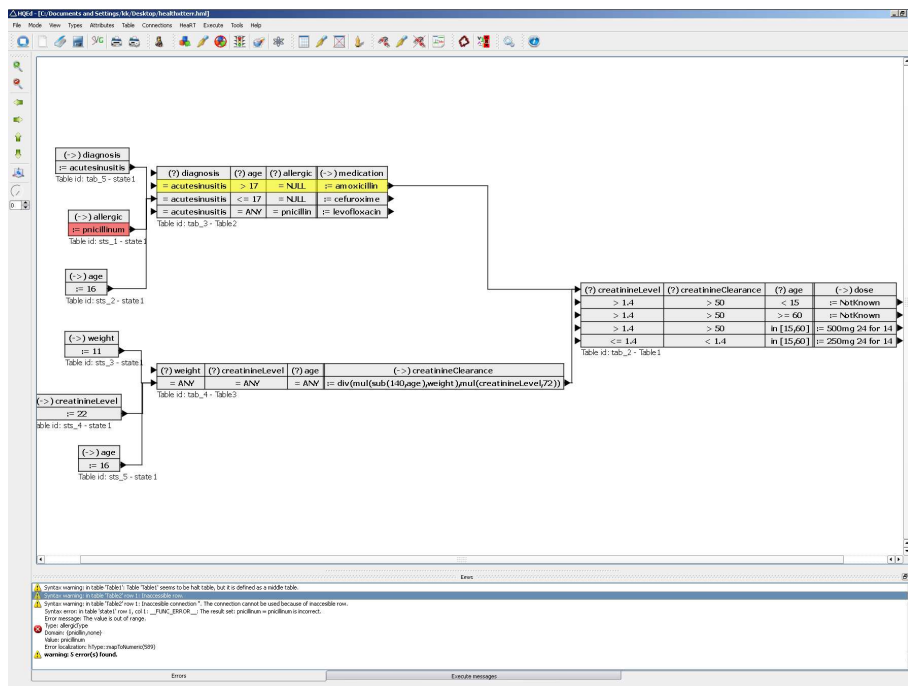 HQEd - [C:/Documents and Settings/kk/Desktop/healthwtterr.hml]
File Mode View Types Attributes Table Connections HeaRT Execute Tools Help
0
(->) diagnosis
:= acutesinusitis
Table id: tab_5 - state1
(->) allergic
:= pnicillinum
Table id: sts_1 - state1
(->) age
:= 16
Table id: sts_2 - state1
(?) diagnosis (?) age (?) allergic (->) medication
= acutesinusitis > 17 = NULL := amoxicillin
= acutesinusitis <= 17 = NULL := cefuroxime
= acutesinusitis = ANY = pnicillin := levofloxacin
Table id: tab_3 - Table2
(->) weight
:= 11
Table id: sts_3 - state1
(->) creatinineLevel
:= 22
able id: sts_4 - state1
(->) age
:= 16
Table id: sts_5 - state1
(?) weight (?) creatinineLevel (?) age (->) creatinineClearance
= ANY = ANY = ANY := div(mul(sub(140,age),weight),mul(creatinineLevel,72))
Table id: tab_4 - Table3
(?) creatinineLevel (?) creatinineClearance (?) age (->) dose
> 1.4 > 50 < 15 := NotKnown
> 1.4 > 50 >= 60 := NotKnown
> 1.4 > 50 in [15,60] := 500mg 24 for 14
<= 1.4 < 1.4 in [15,60] := 250mg 24 for 14
Table id: tab_2 - Table1
Errors
Syntax warning: in table 'Table1': Table 'Table1' seems to be halt table, but it is defined as a middle table.
Syntax warning: in table 'Table2' row 1: Inaccessible row.
Syntax warning: in table 'Table2' row 1: Inaccesible connection ''. The connection cannot be used because of inaccesible row.
Syntax error: in table 'state1' row 1, col 1: __FUNC_ERROR__: The result set: pnicillinum = pnicillinum is incorrect.
Error message: The value is out of range.
Type: allergicType
Domain: {pnicillin,none}
Value: pnicillinum
Error localization: hType::mapToNumeric(589)
warning: 5 error(s) found.
Errors Execute messages